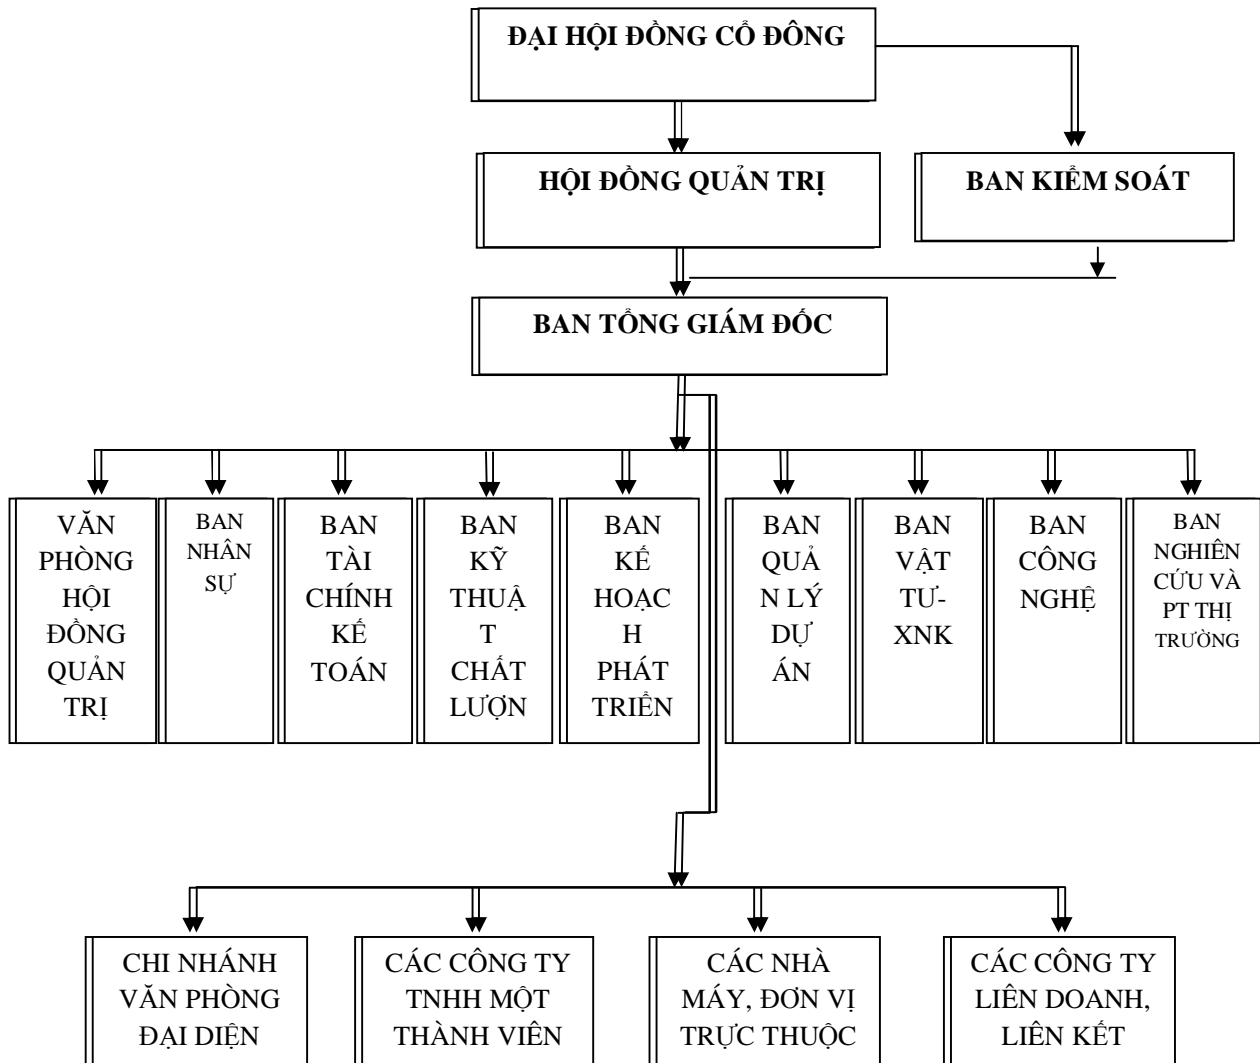 ĐẠI HỘI ĐỒNG CỔ ĐÔNG
HỘI ĐỒNG QUẢN TRỊ
BAN KIỂM SOÁT
BAN TỔNG GIÁM ĐỐC
VĂN
PHÒNG
HỘI
ĐỒNG
QUẢN
TRỊ
BAN
NHÂN
SỰ
BAN
TÀI
CHÍNH
KẾ
TOÁN
BAN
KỸ
THUẬ
T
CHẤT
LƯỢN
BAN
KẾ
HOẠC
H
PHÁT
TRIỂN
BAN
QUẢ
N LÝ
DỰ
ÁN
BAN
VẬT
TƯ-
XNK
BAN
CÔNG
NGHỆ
BAN
NGHIÊN
CỨU VÀ
PT THỊ
TRƯỜNG
CHI NHÁNH
VĂN PHÒNG
ĐẠI DIỆN
CÁC CÔNG TY
TNHH MỘT
THÀNH VIÊN
CÁC NHÀ
MÁY, ĐƠN VỊ
TRỰC THUỘC
CÁC CÔNG TY
LIÊN DOANH,
LIÊN KẾT